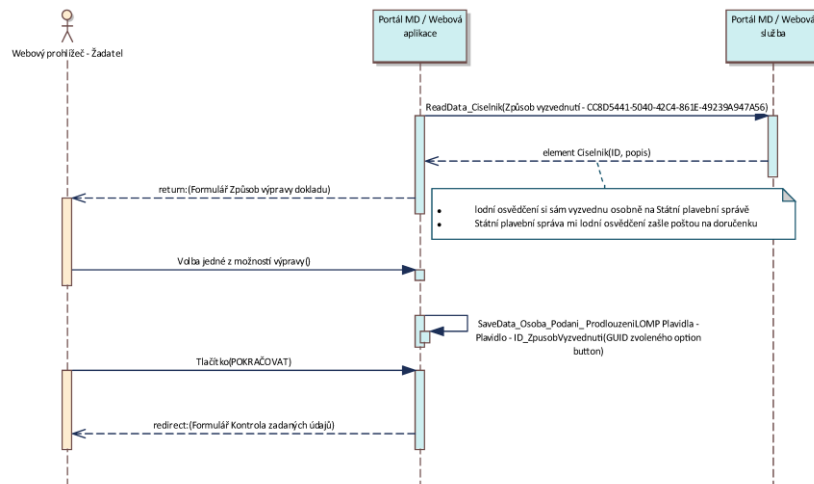 Webový prohlížeč - Žadatel
Portál MD / Webová
aplikace
Portál MD / Webová
služba
ReadData_Ciselnik(Způsob vyzvednutí - CC8D5441-5040-42C4-861E-49239A947A56)
element Ciselnik(ID, popis)
return:(Formulář Způsob výpravy dokladu)
• lodní osvědčení si sám vyzvednu osobně na Státní plavební správě
• Státní plavební správa mi lodní osvědčení zašle poštou na doručenku
Volba jedné z možností výpravy()
SaveData_Osoba_Podani_ ProdlouzeniLOMP Plavidla -
Plavidlo - ID_ZpusobVyzvednuti(GUID zvoleného option
button)
Tlačítko(POKRAČOVAT)
redirect:(Formulář Kontrola zadaných údajů)